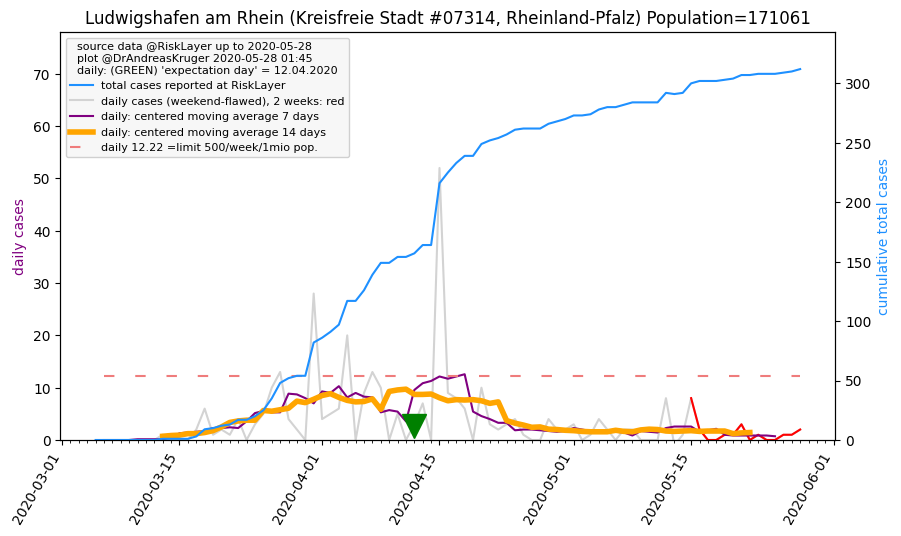 Ludwigshafen am Rhein (Kreisfreie Stadt #07314, Rheinland-Pfalz) Population=171061
source data @RiskLayer up to 2020-05-28
plot @DrAndreasKruger 2020-05-28 01:45
daily: (GREEN) 'expectation day' = 12.04.2020
total cases reported at RiskLayer
daily cases (weekend-flawed), 2 weeks: red
daily: centered moving average 7 days
daily: centered moving average 14 days
daily 12.22 =limit 500/week/1mio pop.
daily cases
70
60
50
40
30
20
10
0
cumulative total cases
300
250
200
150
100
50
0
2020-03-01
2020-03-15
2020-04-01
2020-04-15
2020-05-01
2020-05-15
2020-06-01